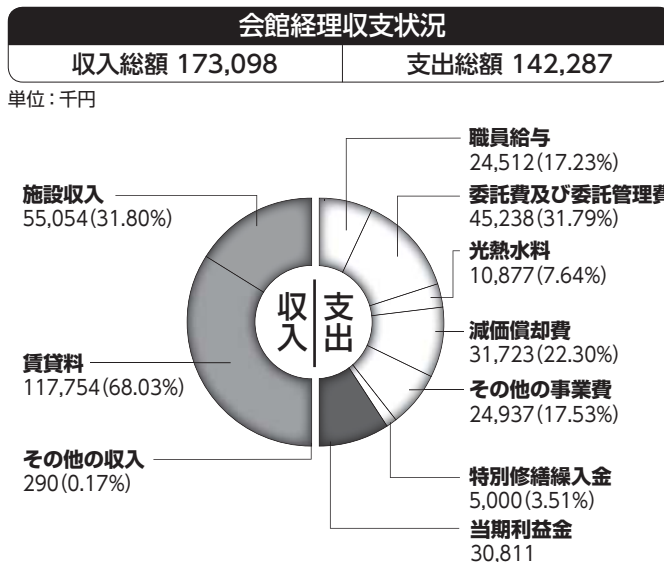 会館経理収支状況
収入総額 173,098 支出総額 142,287
単位:千円
施設収入
55,054(31.80%)
賃貸料
117,754(68.03%)
その他の収入
290(0.17%)
収入
支出
職員給与
24,512(17.23%)
委託費及び委託管理費
45,238(31.79%)
光熱水料
10,877(7.64%)
減価償却費
31,723(22.30%)
その他の事業費
24,937(17.53%)
特別修繕繰入金
5,000(3.51%)
当期利益金
30,811